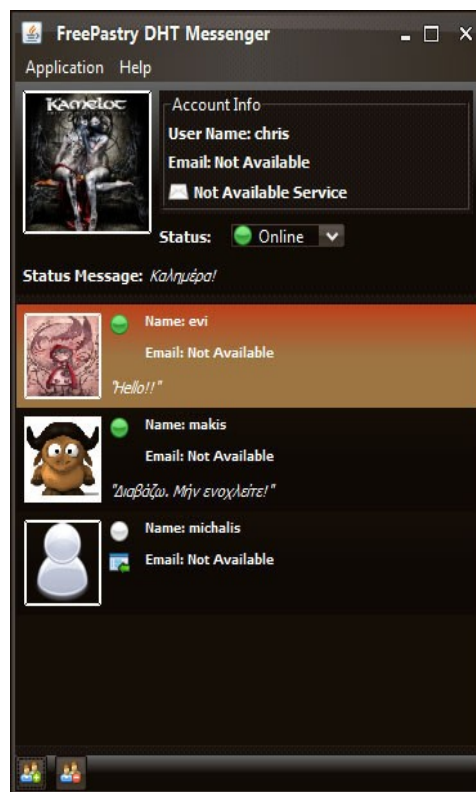 FreePastry DHT Messenger
Application Help
KAMELOT
Account Info
User Name: chris
Email: Not Available
Not Available Service
Status: Online
Status Message: Καλημέρα!
Name: evi
Email: Not Available
"Hello!!"
Name: makis
Email: Not Available
"Διαβάζω. Μήν ενοχλείτε!"
Name: michalis
Email: Not Available